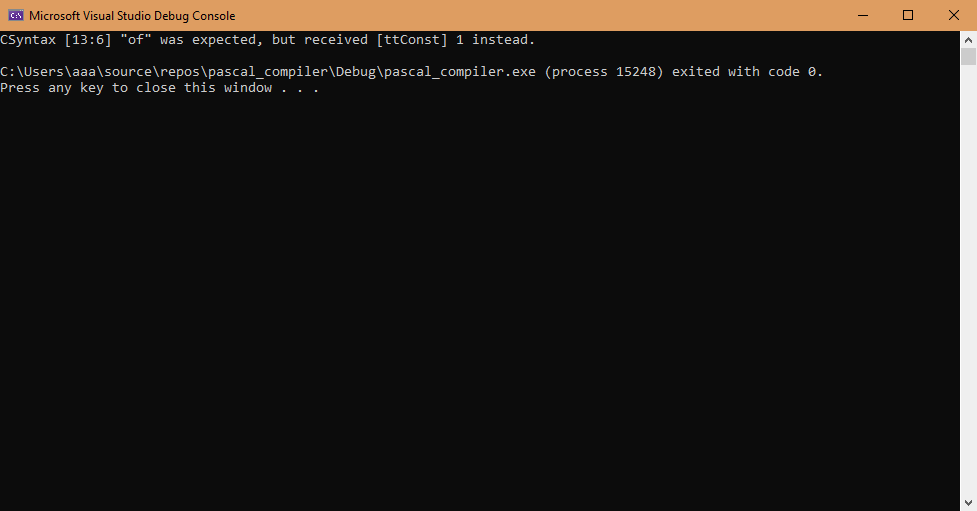 Microsoft Visual Studio Debug Console
CSyntax [13:6] "of" was expected, but received [ttConst] 1 instead.
C:\Users\aaa\source\repos\pascal_compiler\Debug\pascal_compiler.exe (process 15248) exited with code 0.
Press any key to close this window . . .